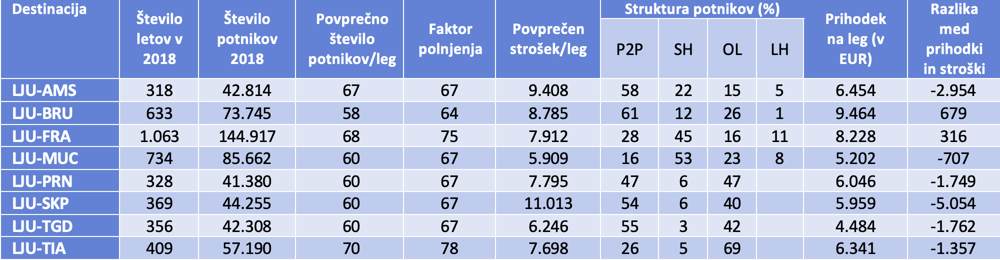 Destinacija
Število
letov v
2018
Število
potnikov
2018
Povprečno
število
potnikov/leg
Faktor
polnjenja
Povprečen
strošek/leg
Struktura potnikov (%)
P2P SH OL LH
Prihodek
na leg (v
EUR)
Razlika
med
prihodki
in stroški
LJU-AMS 318 42.814 67 67 9.408 58 22 15 5 6.454 -2.954
LJU-BRU 633 73.745 58 64 8.785 61 12 26 1 9.464 679
LJU-FRA 1.063 144.917 68 75 7.912 28 45 16 11 8.228 316
LJU-MUC 734 85.662 60 67 5.909 16 53 23 8 5.202 -707
LJU-PRN 328 41.380 60 67 7.795 47 6 47 6.046 -1.749
LJU-SKP 369 44.255 60 67 11.013 54 6 40 5.959 -5.054
LJU-TGD 356 42.308 60 67 6.246 55 3 42 4.484 -1.762
LJU-TIA 409 57.190 70 78 7.698 26 5 69 6.341 -1.357